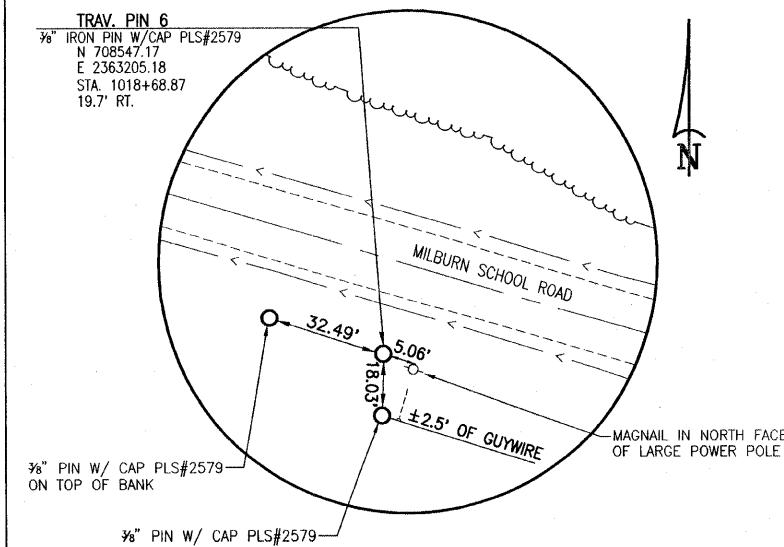 TRAV. PIN 6
⅜" IRON PIN W/CAP PLS#2579
N 708547.17
E 2363205.18
STA. 1018+68.87
19.7' RT.
N
MILBURN SCHOOL ROAD
32.49'
5.06'
18.03'
±2.5' OF GUYWIRE
MAGNAIL IN NORTH FACE
OF LARGE POWER POLE
⅜" PIN W/ CAP PLS#2579
ON TOP OF BANK
⅜" PIN W/ CAP PLS#2579